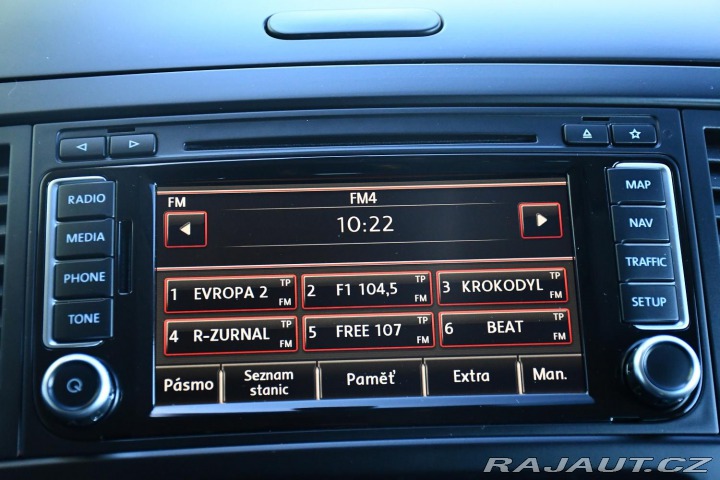 RADIO
MEDIA
PHONE
TONE
FM
FM4
10:22
1 EVROPA 2 TP FM
2 F1 104,5 TP FM
3 KROKODYL TP FM
4 R-ZURNAL TP FM
5 FREE 107 TP FM
6 BEAT TP FM
Pásmo
Seznam
stanic
Paměť
Extra
Man.
MAP
NAV
TRAFFIC
SETUP
RAJAUT.CZ